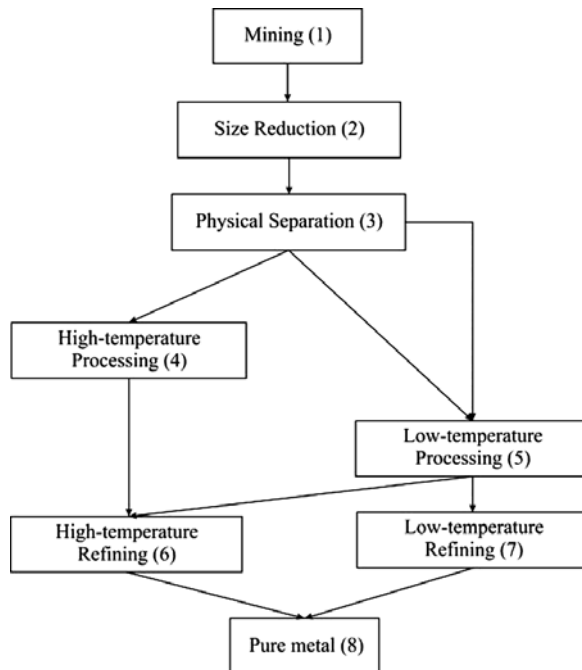 Mining (1)
Size Reduction (2)
Physical Separation (3)
High-temperature
Processing (4)
Low-temperature
Processing (5)
High-temperature
Refining (6)
Low-temperature
Refining (7)
Pure metal (8)